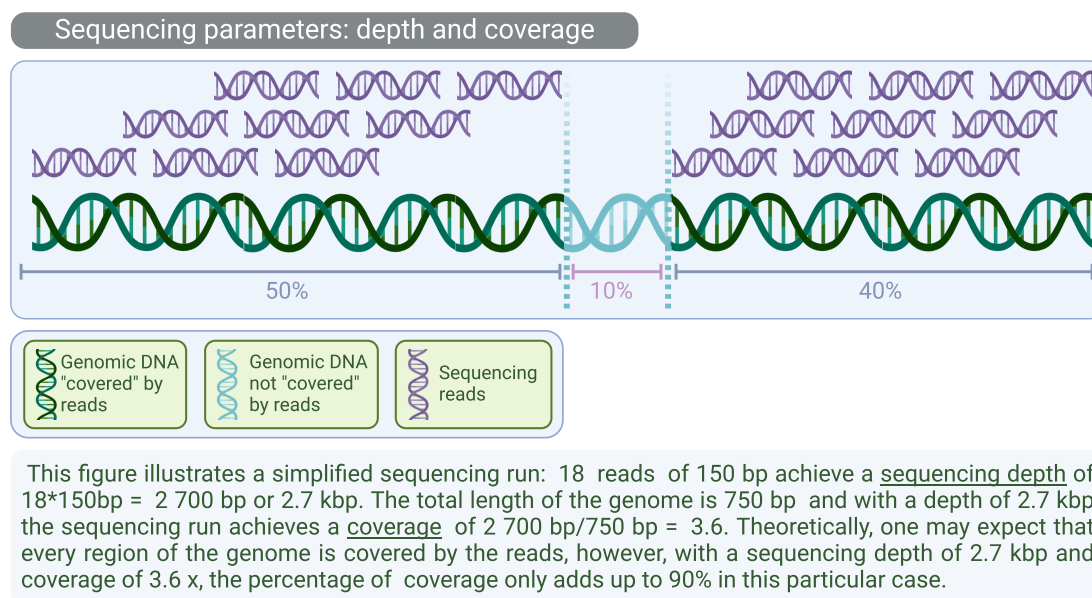 Sequencing parameters: depth and coverage
50%
10%
40%
Genomic DNA
"covered" by
reads
Genomic DNA
not "covered"
by reads
Sequencing
reads
This figure illustrates a simplified sequencing run: 18 reads of 150 bp achieve a sequencing depth of
18*150bp = 2 700 bp or 2.7 kbp. The total length of the genome is 750 bp and with a depth of 2.7 kbp
the sequencing run achieves a coverage of 2 700 bp/750 bp = 3.6. Theoretically, one may expect that
every region of the genome is covered by the reads, however, with a sequencing depth of 2.7 kbp and
coverage of 3.6 x, the percentage of coverage only adds up to 90% in this particular case.